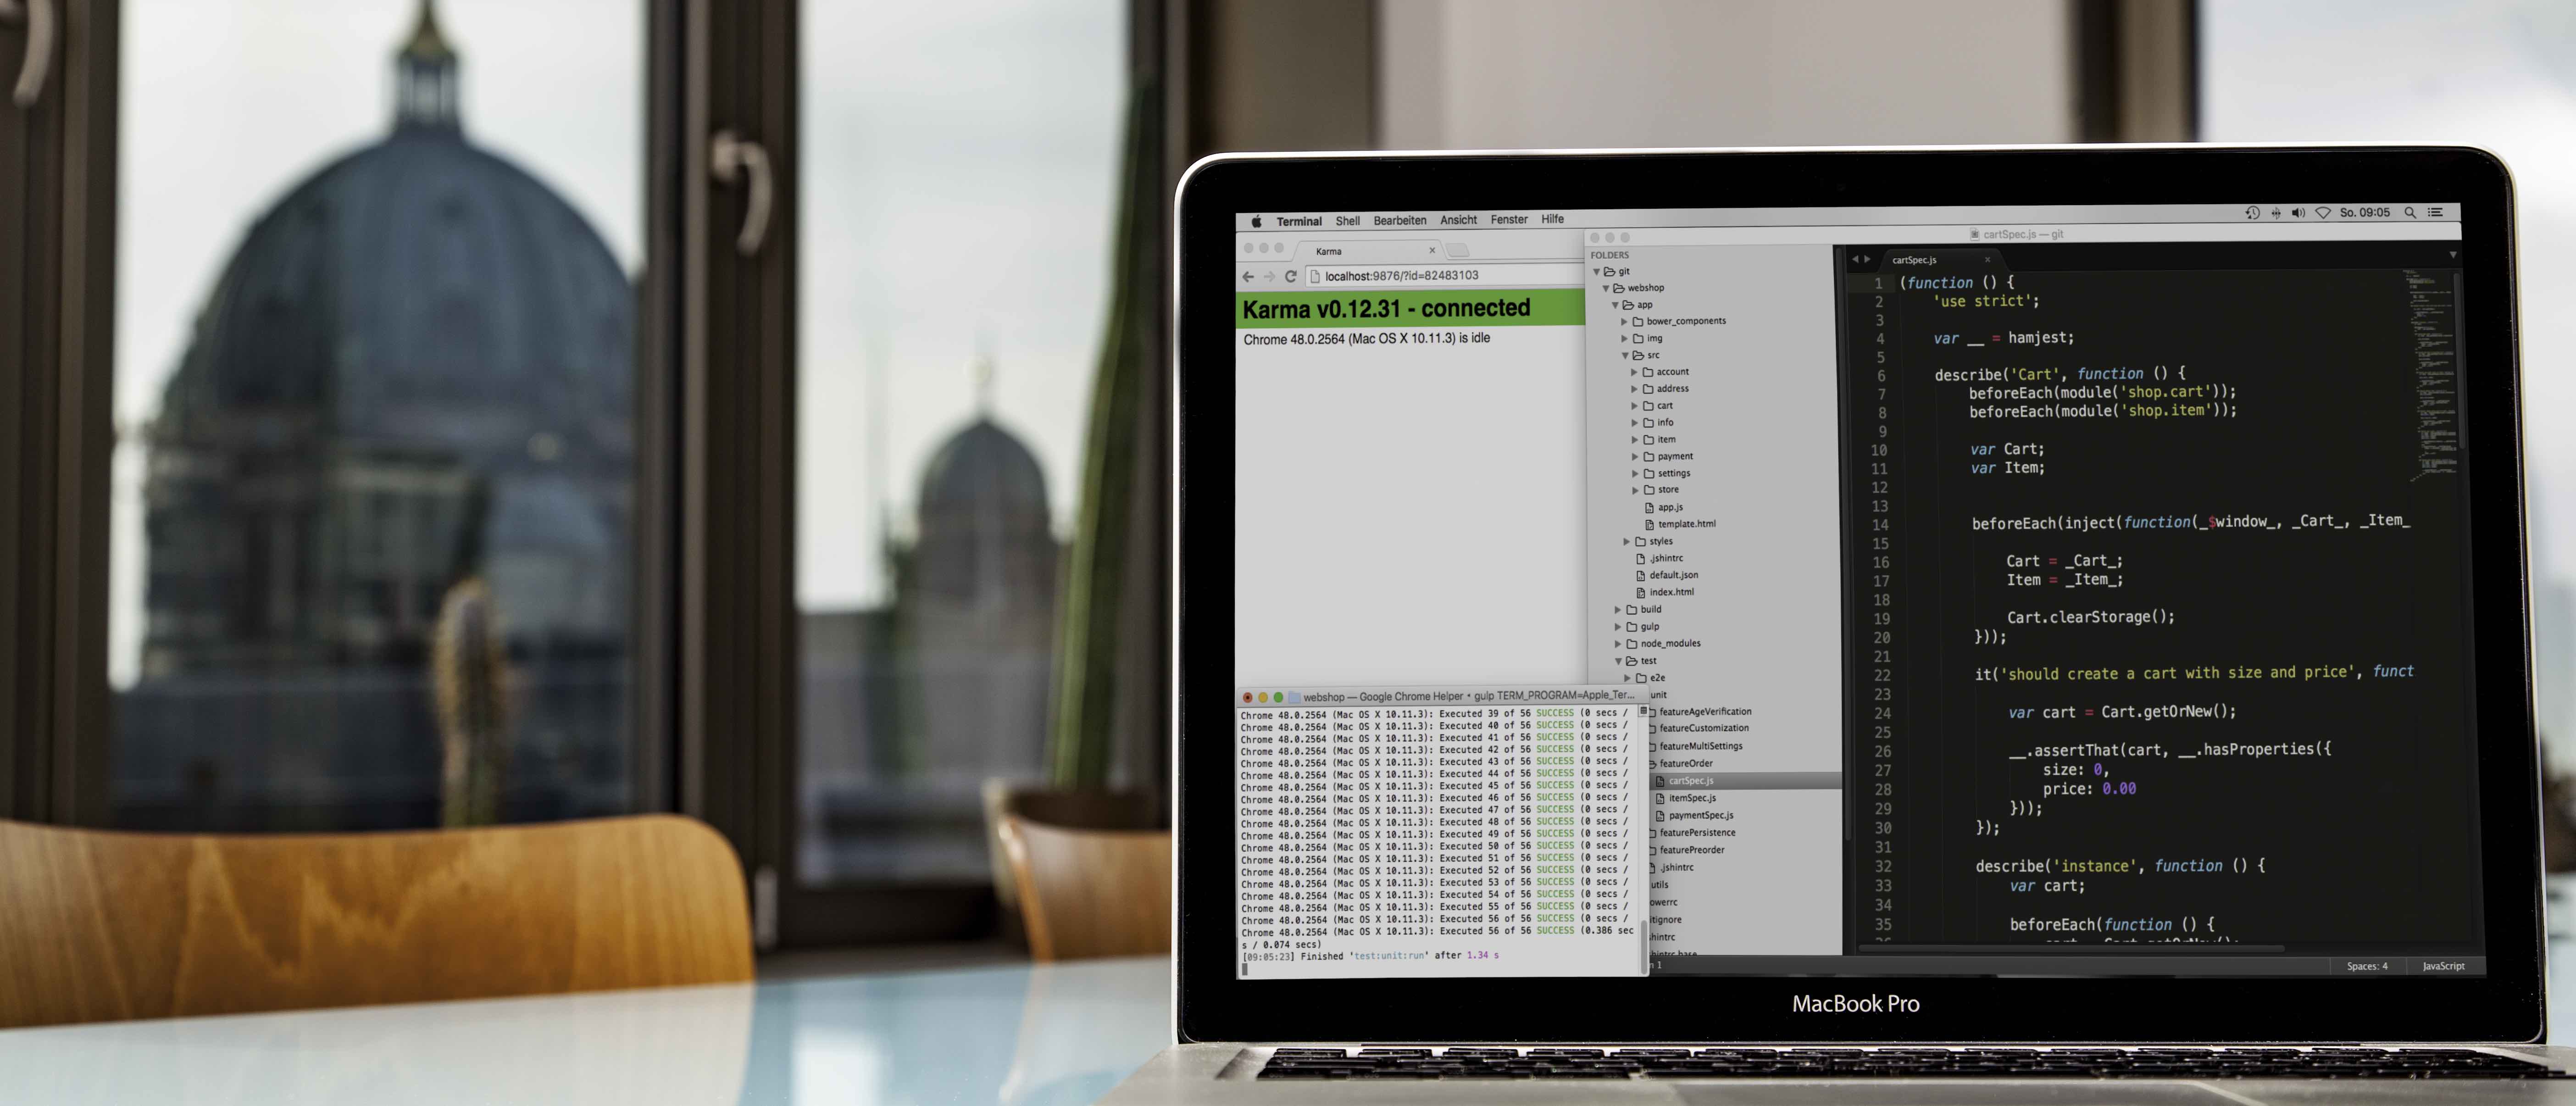 Terminal Shell Bearbeiten Ansicht Fenster Hilfe So. 09:05
Karma
localhost:9876/?id=82483103
Karma v0.12.31 - connected
Chrome 48.0.2564 (Mac OS X 10.11.3) is idle
webshop — Google Chrome Helper • gulp TERM_PROGRAM=Apple_Ter...
Chrome 48.0.2564 (Mac OS X 10.11.3): Executed 39 of 56 SUCCESS (0 secs /
Chrome 48.0.2564 (Mac OS X 10.11.3): Executed 40 of 56 SUCCESS (0 secs /
Chrome 48.0.2564 (Mac OS X 10.11.3): Executed 41 of 56 SUCCESS (0 secs /
Chrome 48.0.2564 (Mac OS X 10.11.3): Executed 42 of 56 SUCCESS (0 secs /
Chrome 48.0.2564 (Mac OS X 10.11.3): Executed 43 of 56 SUCCESS (0 secs /
Chrome 48.0.2564 (Mac OS X 10.11.3): Executed 44 of 56 SUCCESS (0 secs /
Chrome 48.0.2564 (Mac OS X 10.11.3): Executed 45 of 56 SUCCESS (0 secs /
Chrome 48.0.2564 (Mac OS X 10.11.3): Executed 46 of 56 SUCCESS (0 secs /
Chrome 48.0.2564 (Mac OS X 10.11.3): Executed 47 of 56 SUCCESS (0 secs /
Chrome 48.0.2564 (Mac OS X 10.11.3): Executed 48 of 56 SUCCESS (0 secs /
Chrome 48.0.2564 (Mac OS X 10.11.3): Executed 49 of 56 SUCCESS (0 secs /
Chrome 48.0.2564 (Mac OS X 10.11.3): Executed 50 of 56 SUCCESS (0 secs /
Chrome 48.0.2564 (Mac OS X 10.11.3): Executed 51 of 56 SUCCESS (0 secs /
Chrome 48.0.2564 (Mac OS X 10.11.3): Executed 52 of 56 SUCCESS (0 secs /
Chrome 48.0.2564 (Mac OS X 10.11.3): Executed 53 of 56 SUCCESS (0 secs /
Chrome 48.0.2564 (Mac OS X 10.11.3): Executed 54 of 56 SUCCESS (0 secs /
Chrome 48.0.2564 (Mac OS X 10.11.3): Executed 55 of 56 SUCCESS (0 secs /
Chrome 48.0.2564 (Mac OS X 10.11.3): Executed 56 of 56 SUCCESS (0 secs /
Chrome 48.0.2564 (Mac OS X 10.11.3): Executed 56 of 56 SUCCESS (0.386 sec
s / 0.074 secs)
[09:05:23] Finished 'test:unit:run' after 1.34 s
cartSpec.js — git
FOLDERS
git
webshop
app
bower_components
img
src
account
address
cart
info
item
payment
settings
store
app.js
template.html
styles
.jshintrc
default.json
index.html
build
gulp
node_modules
test
e2e
unit
featureAgeVerification
featureCustomization
featureMultiSettings
featureOrder
cartSpec.js
itemSpec.js
paymentSpec.js
featurePersistence
featurePreorder
.jshintrc
utils
owerrc
itignore
shintrc
cartSpec.js
1 (function () {
2 'use strict';
3
4 var __ = hamjest;
5
6 describe('Cart', function () {
7 beforeEach(module('shop.cart'));
8 beforeEach(module('shop.item'));
9
10 var Cart;
11 var Item;
12
13
14 beforeEach(inject(function(_$window_, _Cart_, _Item_
15
16 Cart = _Cart_;
17 Item = _Item_;
18
19 Cart.clearStorage();
20 }));
21
22 it('should create a cart with size and price', funct
23
24 var cart = Cart.getOrNew();
25
26 __.assertThat(cart, __.hasProperties({
27 size: 0,
28 price: 0.00
29 }));
30 });
31
32 describe('instance', function () {
33 var cart;
34
35 beforeEach(function () {
n 1 Spaces: 4 JavaScript
MacBook Pro